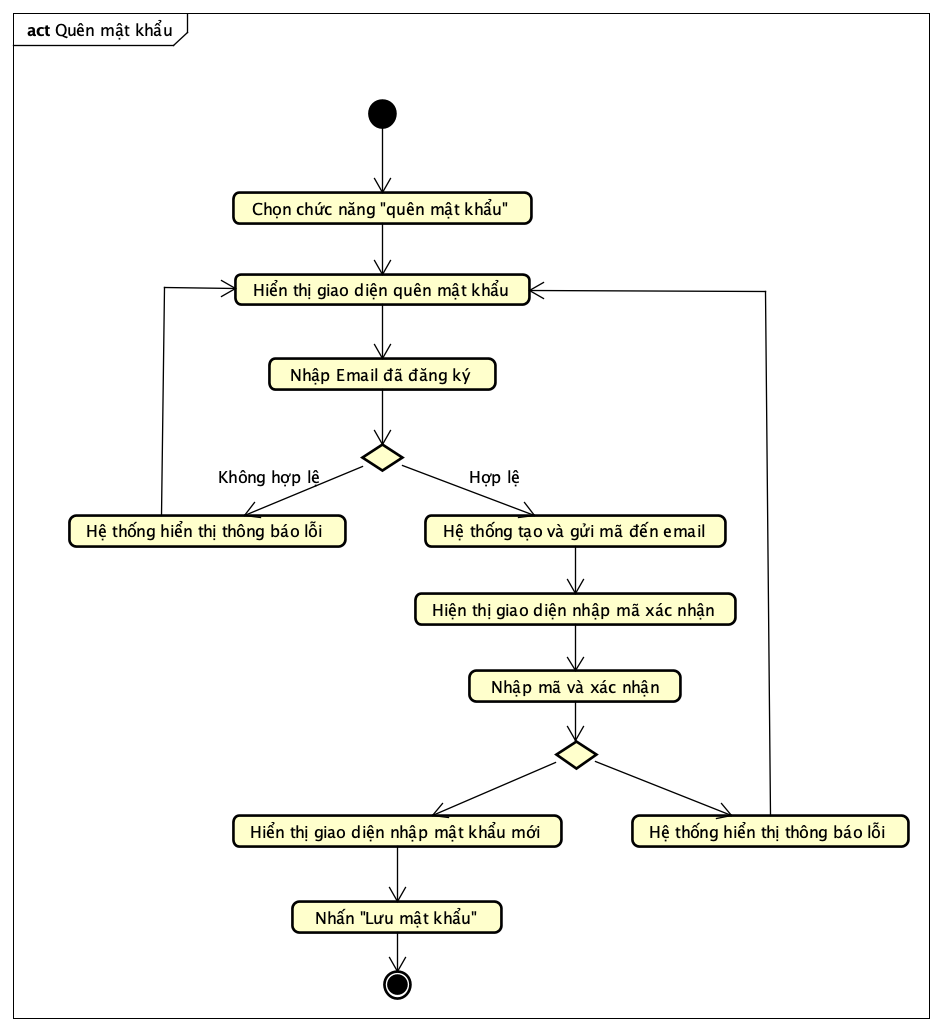 act Quên mật khẩu
Chọn chức năng "quên mật khẩu"
Hiển thị giao diện quên mật khẩu
Nhập Email đã đăng ký
Không hợp lê
Hợp lệ
Hệ thống hiển thị thông báo lỗi
Hệ thống tạo và gửi mã đến email
Hiện thị giao diện nhập mã xác nhận
Nhập mã và xác nhận
Hiển thị giao diện nhập mật khẩu mới
Hệ thống hiển thị thông báo lỗi
Nhấn "Lưu mật khẩu"